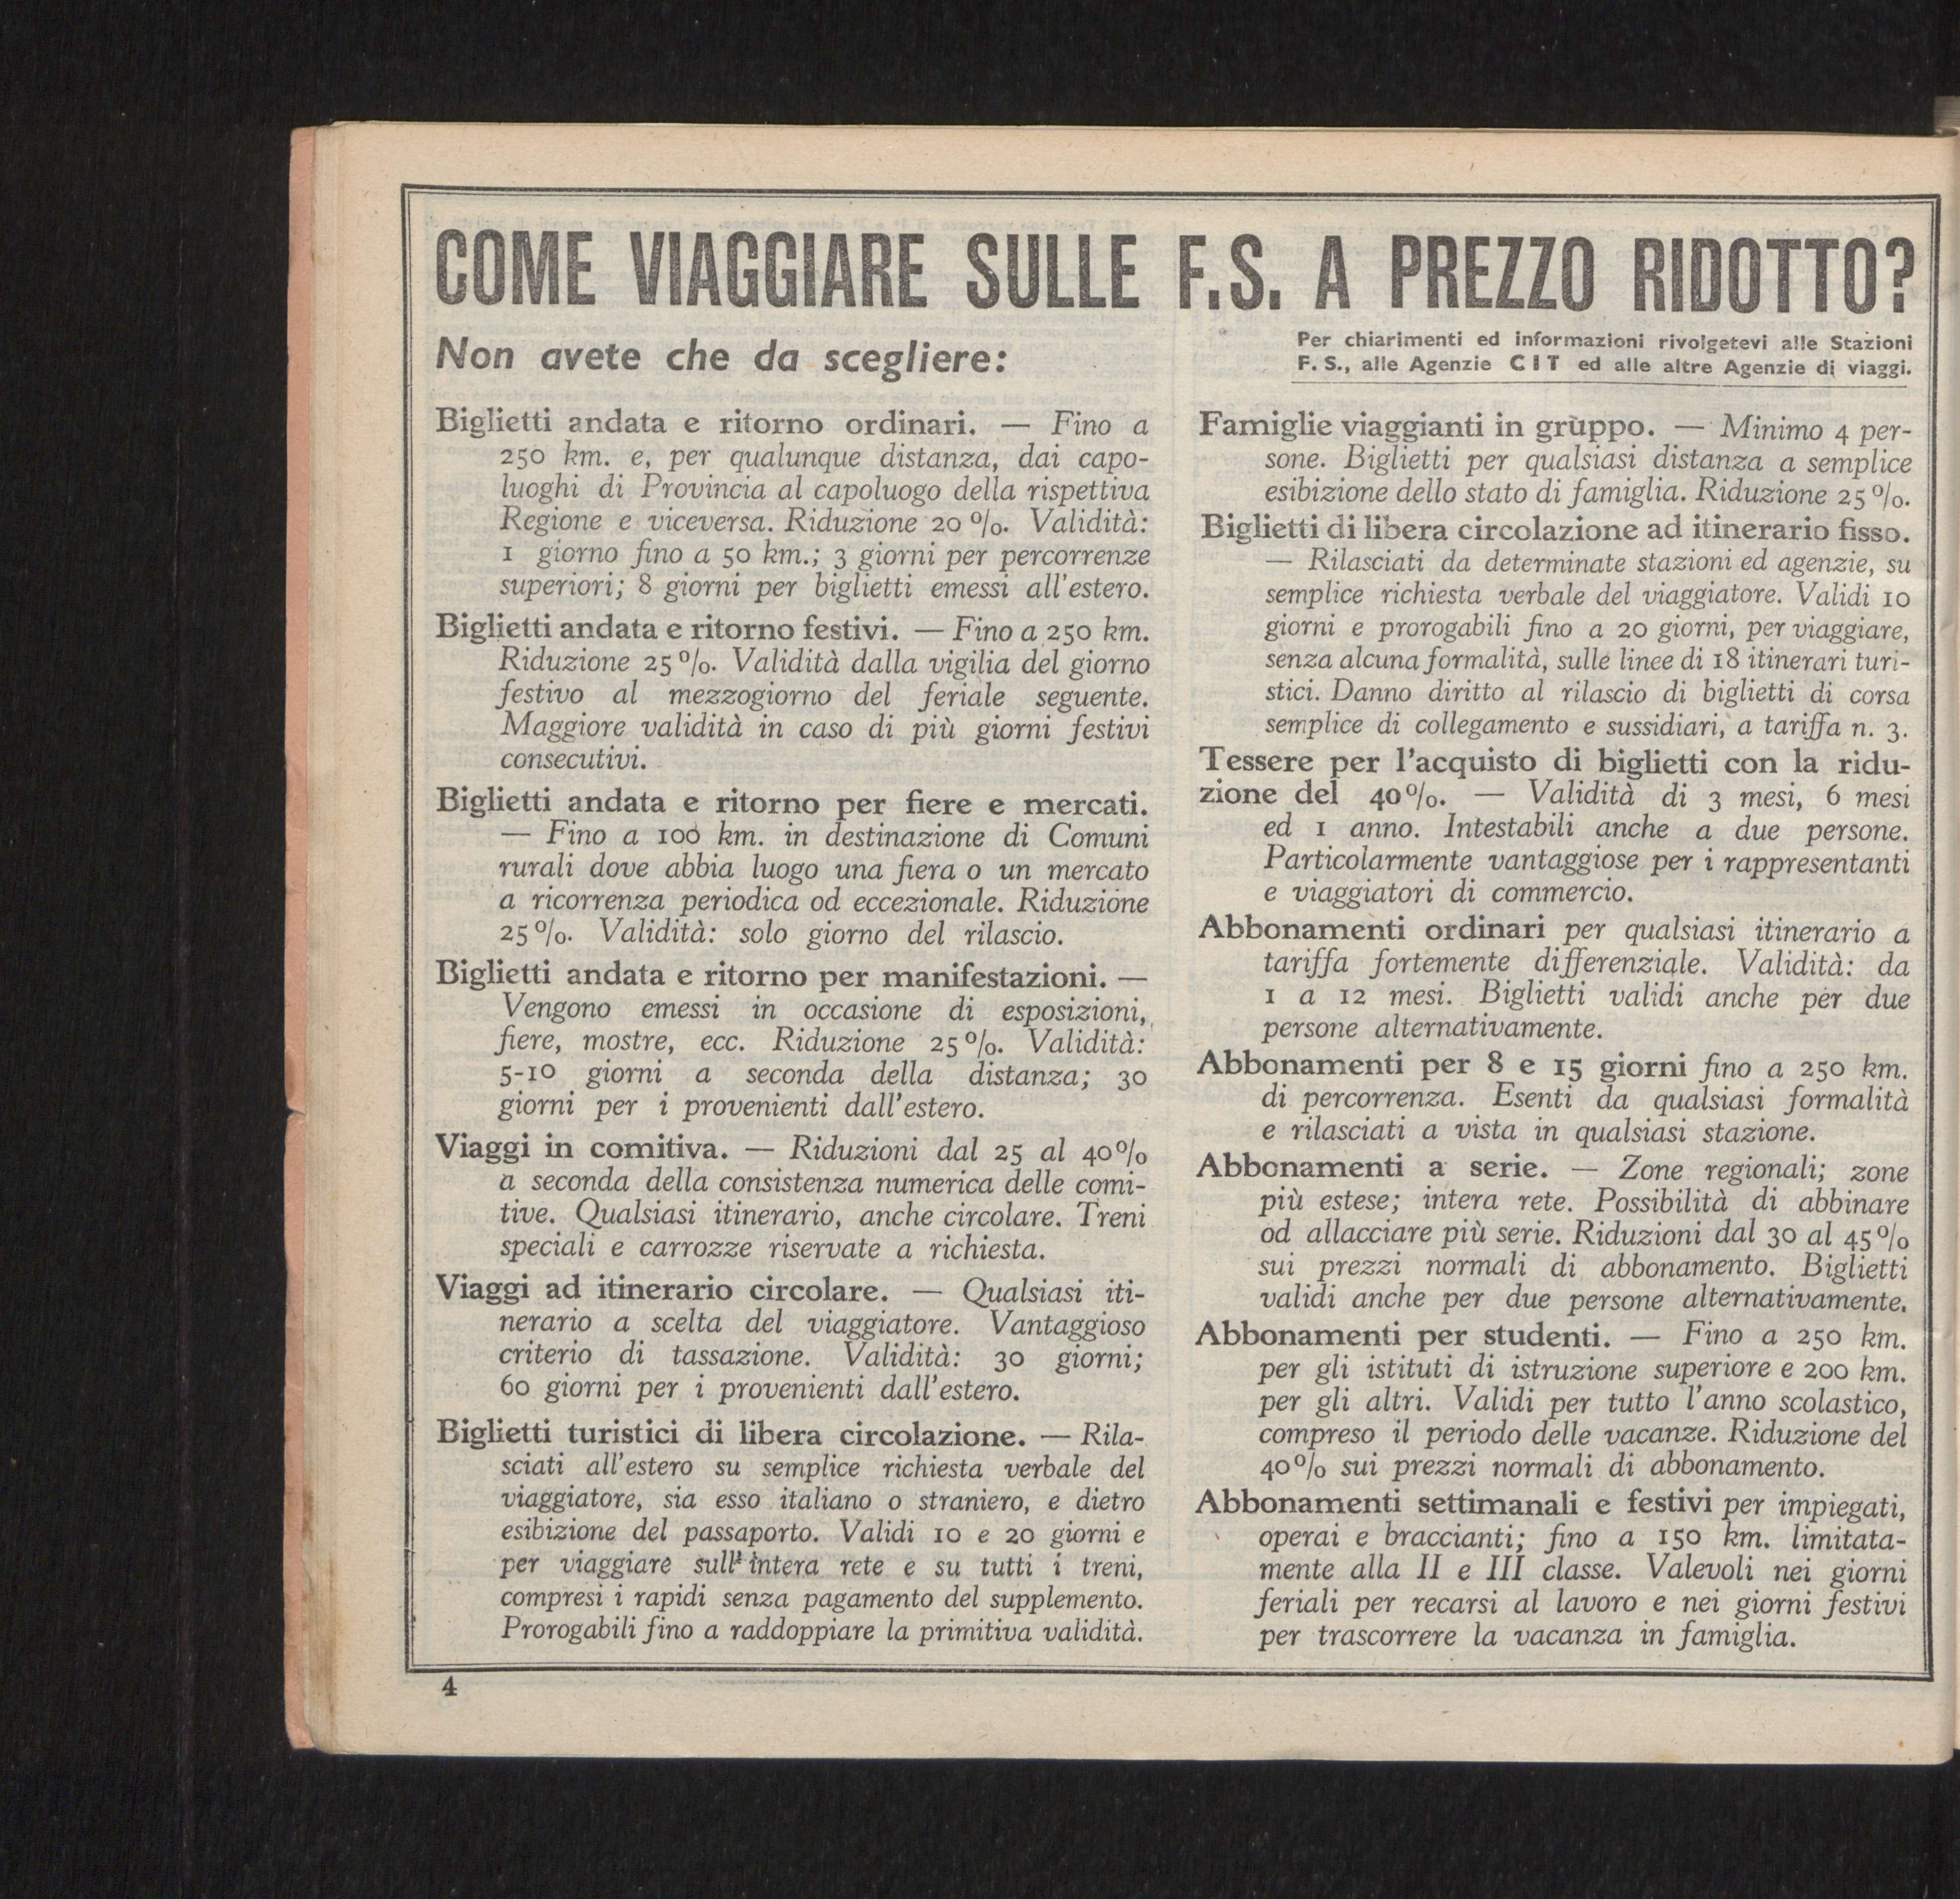 COME VIAGGIARE SULLE F.S. A PREZZO RIDOTTO?
Non avete che da scegliere:
Per chiarimenti ed informazioni rivolgetevi alle Stazioni
F. S., alle Agenzie CIT ed alle altre Agenzie di viaggi.
Biglietti andata e ritorno ordinari. — Fino a
250 km. e, per qualunque distanza, dai capo-
luoghi di Provincia al capoluogo della rispettiva
Regione e viceversa. Riduzione 20 %. Validità:
1 giorno fino a 50 km.; 3 giorni per percorrenze
superiori; 8 giorni per biglietti emessi all'estero.
Biglietti andata e ritorno festivi. — Fino a 250 km.
Riduzione 25 %. Validità dalla vigilia del giorno
festivo al mezzogiorno del feriale seguente.
Maggiore validità in caso di più giorni festivi
consecutivi.
Biglietti andata e ritorno per fiere e mercati.
— Fino a 100 km. in destinazione di Comuni
rurali dove abbia luogo una fiera o un mercato
a ricorrenza periodica od eccezionale. Riduzione
25 %. Validità: solo giorno del rilascio.
Biglietti andata e ritorno per manifestazioni. —
Vengono emessi in occasione di esposizioni,
fiere, mostre, ecc. Riduzione 25 %. Validità:
5-10 giorni a seconda della distanza; 30
giorni per i provenienti dall'estero.
Viaggi in comitiva. — Riduzioni dal 25 al 40 %
a seconda della consistenza numerica delle comi-
tive. Qualsiasi itinerario, anche circolare. Treni
speciali e carrozze riservate a richiesta.
Viaggi ad itinerario circolare. — Qualsiasi iti-
nerario a scelta del viaggiatore. Vantaggioso
criterio di tassazione. Validità: 30 giorni;
60 giorni per i provenienti dall'estero.
Biglietti turistici di libera circolazione. — Rila-
sciati all'estero su semplice richiesta verbale del
viaggiatore, sia esso italiano o straniero, e dietro
esibizione del passaporto. Validi 10 e 20 giorni e
per viaggiare sull'intera rete e su tutti i treni,
compresi i rapidi senza pagamento del supplemento.
Prorogabili fino a raddoppiare la primitiva validità.
Famiglie viaggianti in gruppo. — Minimo 4 per-
sone. Biglietti per qualsiasi distanza a semplice
esibizione dello stato di famiglia. Riduzione 25 %.
Biglietti di libera circolazione ad itinerario fisso.
— Rilasciati da determinate stazioni ed agenzie, su
semplice richiesta verbale del viaggiatore. Validi 10
giorni e prorogabili fino a 20 giorni, per viaggiare,
senza alcuna formalità, sulle linee di 18 itinerari turi-
stici. Danno diritto al rilascio di biglietti di corsa
semplice di collegamento e sussidiari, a tariffa n. 3.
Tessere per l'acquisto di biglietti con la ridu-
zione del 40 %. — Validità di 3 mesi, 6 mesi
ed 1 anno. Intestabili anche a due persone.
Particolarmente vantaggiose per i rappresentanti
e viaggiatori di commercio.
Abbonamenti ordinari per qualsiasi itinerario a
tariffa fortemente differenziale. Validità: da
1 a 12 mesi. Biglietti validi anche per due
persone alternativamente.
Abbonamenti per 8 e 15 giorni fino a 250 km.
di percorrenza. Esenti da qualsiasi formalità
e rilasciati a vista in qualsiasi stazione.
Abbonamenti a serie. — Zone regionali; zone
più estese; intera rete. Possibilità di abbinare
od allacciare più serie. Riduzioni dal 30 al 45 %
sui prezzi normali di abbonamento. Biglietti
validi anche per due persone alternativamente.
Abbonamenti per studenti. — Fino a 250 km.
per gli istituti di istruzione superiore e 200 km.
per gli altri. Validi per tutto l'anno scolastico,
compreso il periodo delle vacanze. Riduzione del
40 % sui prezzi normali di abbonamento.
Abbonamenti settimanali e festivi per impiegati,
operai e braccianti; fino a 150 km. limitata-
mente alla II e III classe. Valevoli nei giorni
feriali per recarsi al lavoro e nei giorni festivi
per trascorrere la vacanza in famiglia.
4